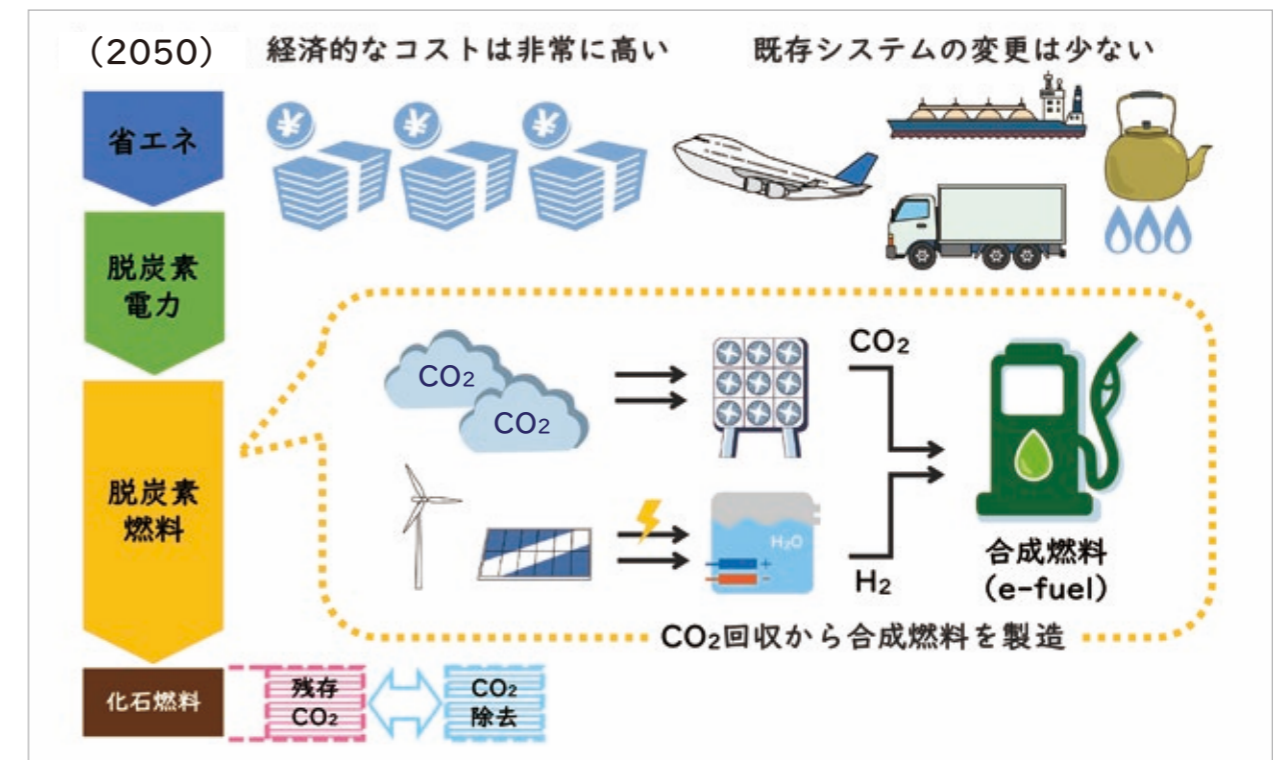 （2050）
経済的なコストは非常に高い
既存システムの変更は少ない
省エネ
¥
¥
¥
脱炭素
電力
脱炭素
燃料
CO2
CO2
CO2
H2O
+
-
H2
合成燃料
（e-fuel）
CO2回収から合成燃料を製造
化石燃料
残存
CO2
CO2
除去